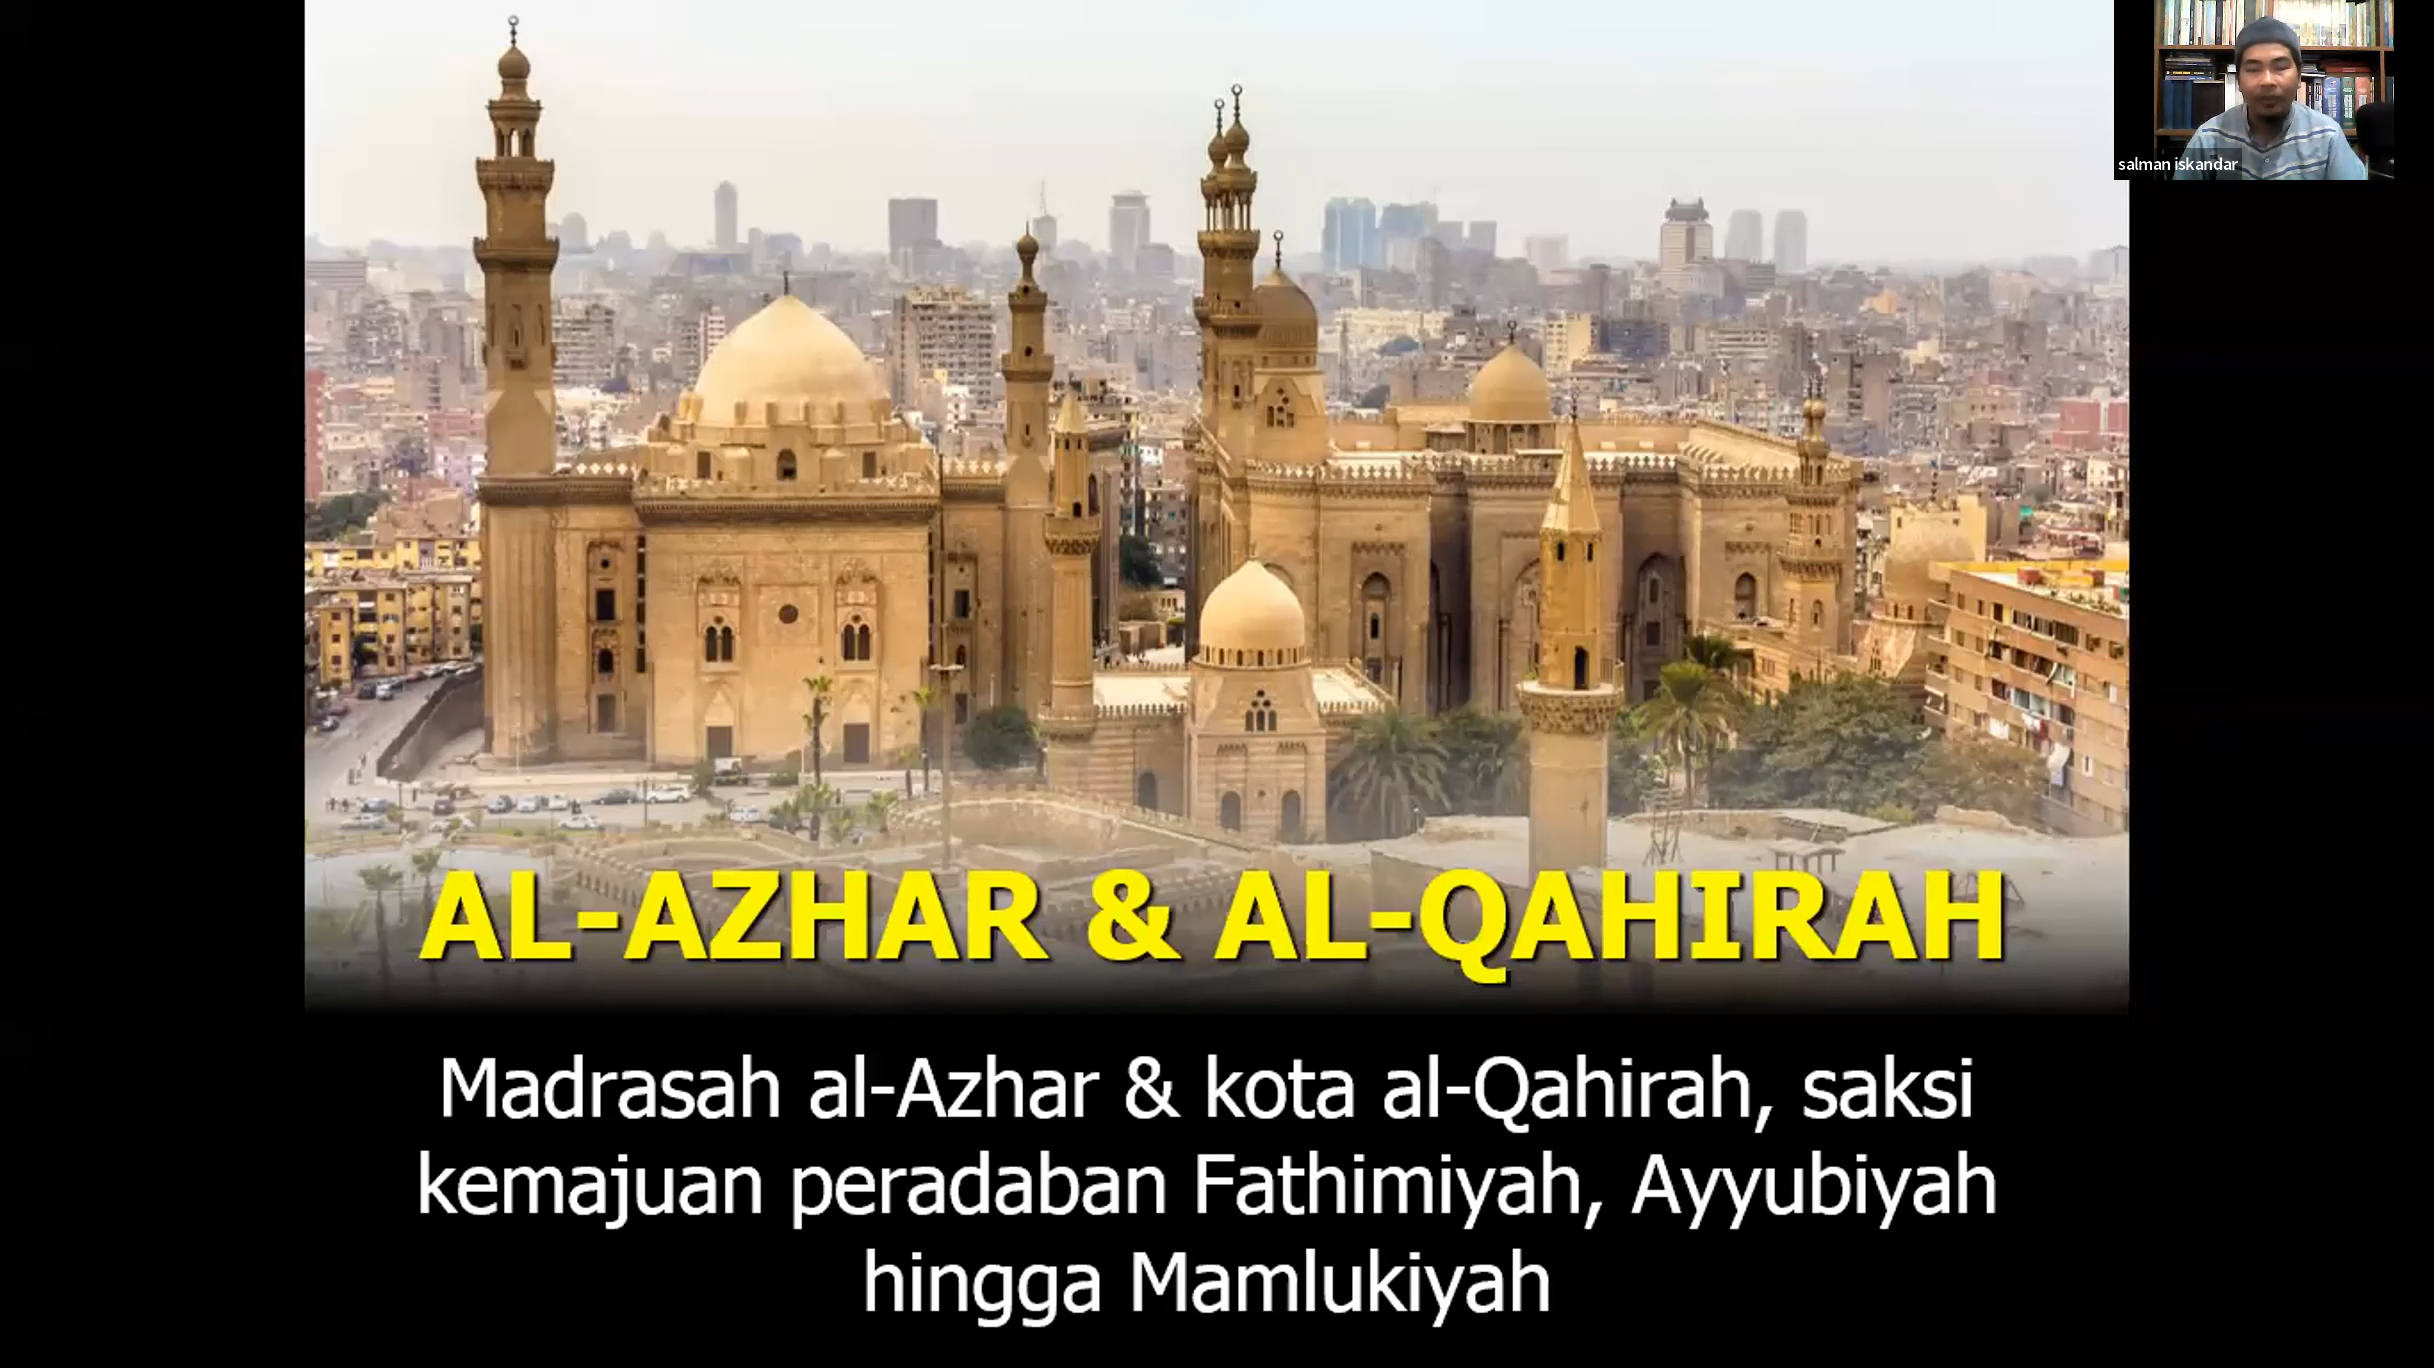 salman iskandar
AL-AZHAR & AL-QAHIRAH
Madrasah al-Azhar & kota al-Qahirah, saksi
kemajuan peradaban Fathimiyah, Ayyubiyah
hingga Mamlukiyah